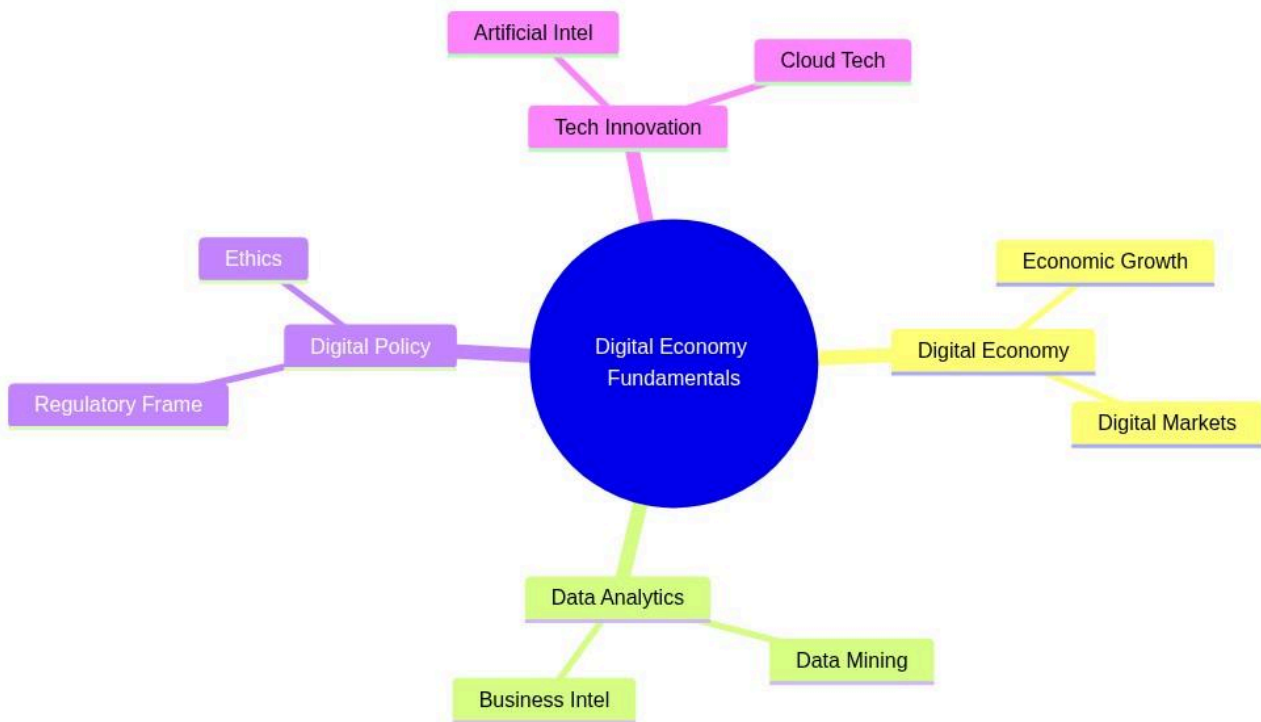 Artificial Intel
Cloud Tech
Tech Innovation
Ethics
Economic Growth
Digital Policy
Digital Economy
Fundamentals
Digital Economy
Regulatory Frame
Digital Markets
Data Analytics
Data Mining
Business Intel